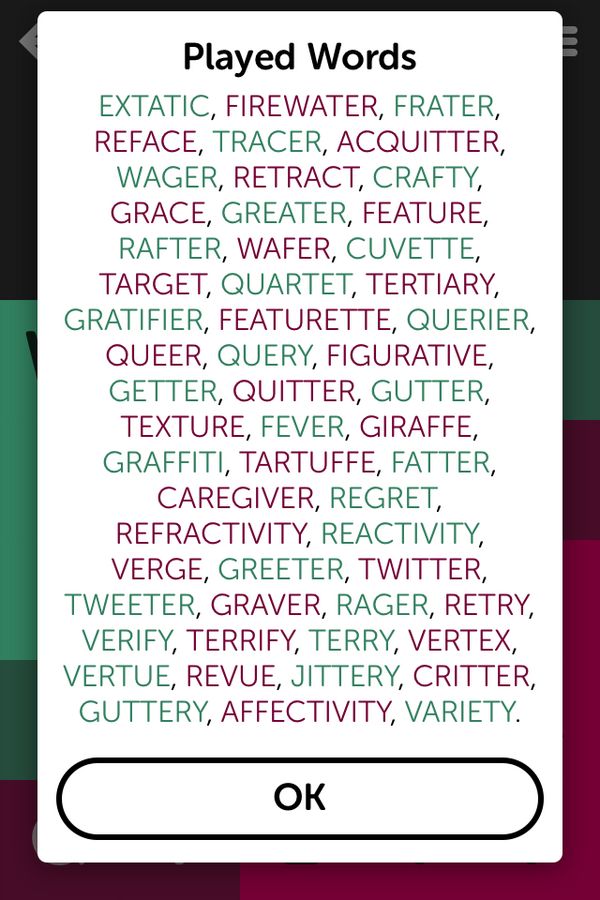 Played Words
EXTATIC, FIREWATER, FRATER,
REFACE, TRACER, ACQUITTER,
WAGER, RETRACT, CRAFTY,
GRACE, GREATER, FEATURE,
RAFTER, WAFER, CUVETTE,
TARGET, QUARTET, TERTIARY,
GRATIFIER, FEATURETTE, QUERIER,
QUEER, QUERY, FIGURATIVE,
GETTER, QUITTER, GUTTER,
TEXTURE, FEVER, GIRAFFE,
GRAFFITI, TARTUFFE, FATTER,
CAREGIVER, REGRET,
REFRACTIVITY, REACTIVITY,
VERGE, GREETER, TWITTER,
TWEETER, GRAVER, RAGER, RETRY,
VERIFY, TERRIFY, TERRY, VERTEX,
VERTUE, REVUE, JITTERY, CRITTER,
GUTTERY, AFFECTIVITY, VARIETY.
OK